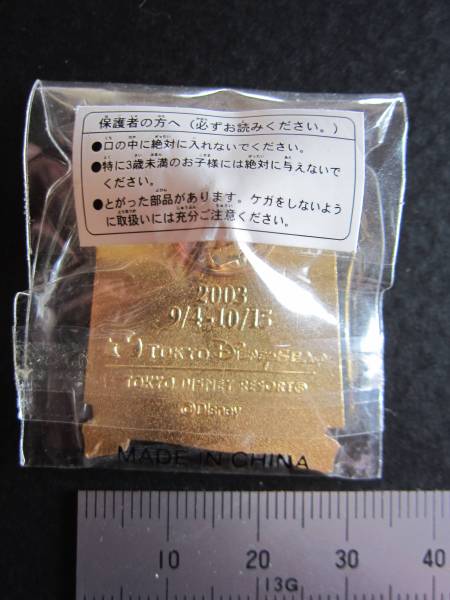 保護者の方へ(必ずお読みください。)
●口の中に絶対に入れないでください。
●特に3歳未満のお子様には絶対に与えないで
ください。
●とがった部品があります。ケガをしないよう
に取扱いには充分ご注意ください。
2003
9/4-10/15
TOKYO DISNEYSEA
TOKYO DISNEY RESORT®
©Disney
MADE IN CHINA
10 20 30 40
13G